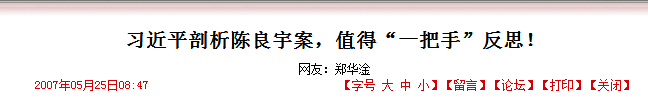 习近平剖析陈良宇案，值得“一把手”反思！
网友：郑华淦
2007年05月25日08:47 【字号 大 中 小】【留言】【论坛】【打印】【关闭】